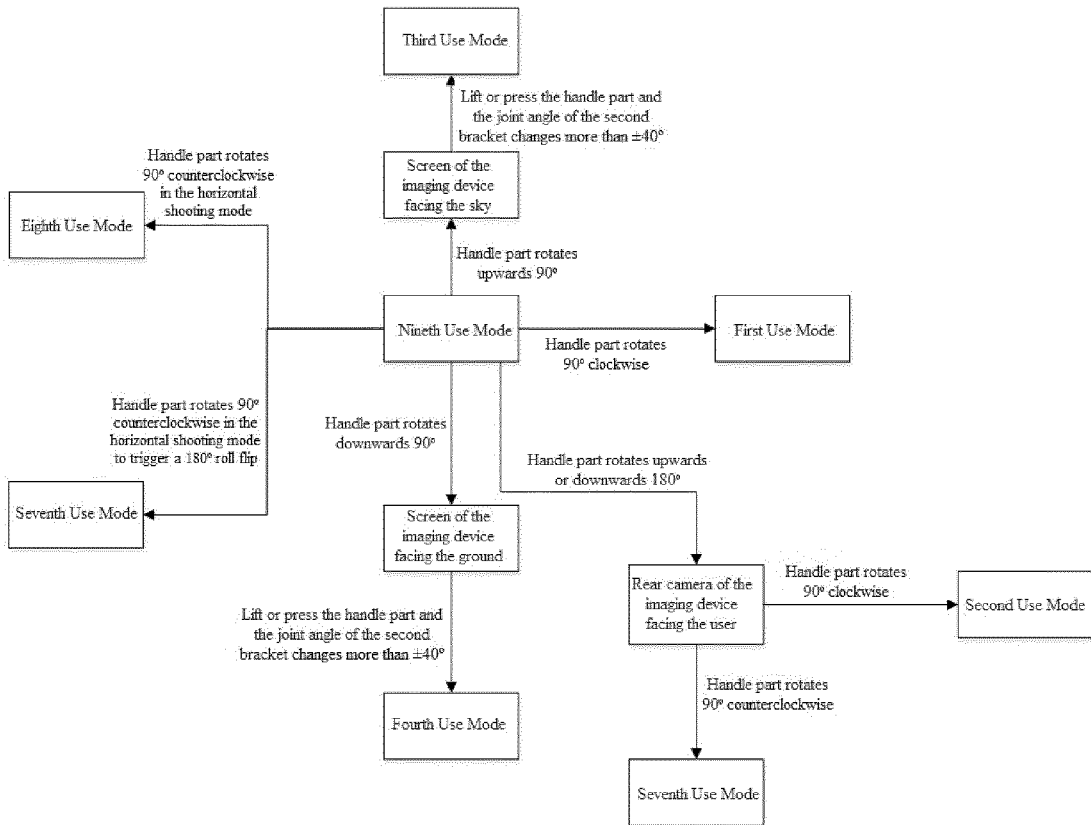 Third Use Mode
Lift or press the handle part and
the joint angle of the second
bracket changes more than ±40°
Handle part rotates
90° counterclockwise
in the horizontal
shooting mode
Screen of the
imaging device
facing the sky
Eighth Use Mode
Handle part rotates
upwards 90°
Nineth Use Mode
First Use Mode
Handle part rotates
90° clockwise
Handle part rotates 90°
counterclockwise in the
horizontal shooting mode
to trigger a 180° roll flip
Handle part rotates
downwards 90°
Handle part rotates upwards
or downwards 180°
Seventh Use Mode
Screen of the
imaging device
facing the ground
Rear camera of the
imaging device
facing the user
Handle part rotates
90° clockwise
Second Use Mode
Lift or press the handle part and
the joint angle of the second
bracket changes more than ±40°
Handle part rotates
90° counterclockwise
Fourth Use Mode
Seventh Use Mode